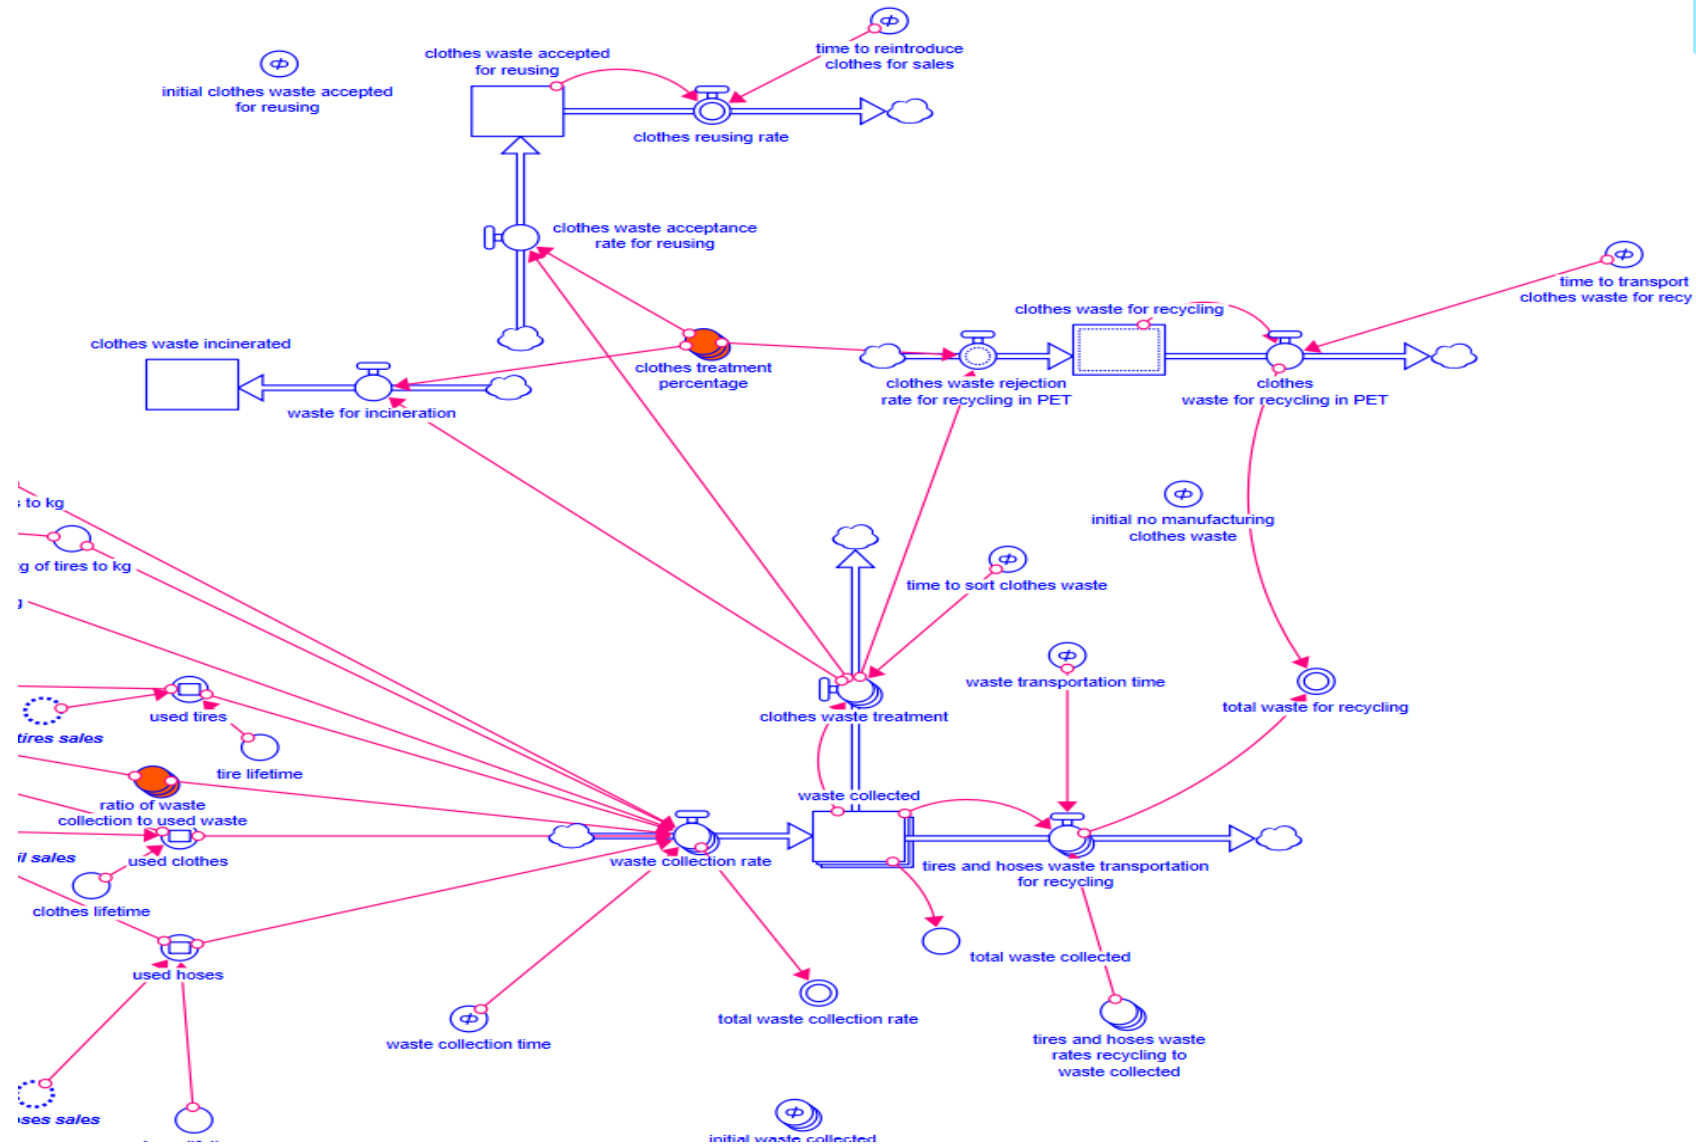 clothes waste accepted
for reusing
time to reintroduce
clothes for sales
initial clothes waste accepted
for reusing
clothes reusing rate
clothes waste acceptance
rate for reusing
time to transport
clothes waste for recy
clothes waste for recycling
clothes waste incinerated
clothes treatment
percentage
clothes waste rejection
rate for recycling in PET
clothes
waste for recycling in PET
waste for incineration
s to kg
initial no manufacturing
clothes waste
g of tires to kg
time to sort clothes waste
g
waste transportation time
total waste for recycling
used tires
clothes waste treatment
tires sales
tire lifetime
ratio of waste
collection to used waste
waste collected
il sales
used clothes
waste collection rate
tires and hoses waste transportation
for recycling
clothes lifetime
total waste collected
used hoses
total waste collection rate
waste collection time
tires and hoses waste
rates recycling to
waste collected
ses sales
initial waste collected